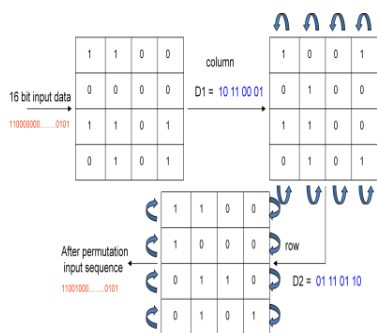 16 bit input data
110000000........0101
1 1 0 0
0 0 0 0
1 1 0 1
0 1 0 1
column
D1 = 10 11 00 01
1 0 0 1
0 1 0 0
1 1 0 0
0 1 0 1
row
D2 = 01 11 01 10
1 1 0 0
1 0 0 0
0 1 1 0
0 1 0 1
After permutation
input sequence
11001000........0101